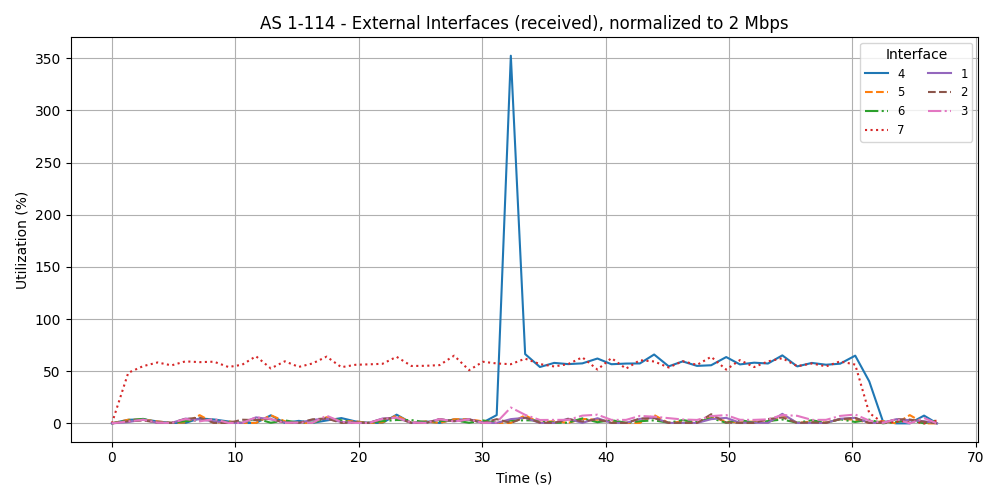 AS 1-114 - External Interfaces (received), normalized to 2 Mbps
Utilization (%)
350
300
250
200
150
100
50
0
0 10 20 30 40 50 60 70
Time (s)
Interface
4 1
5 2
6 3
7